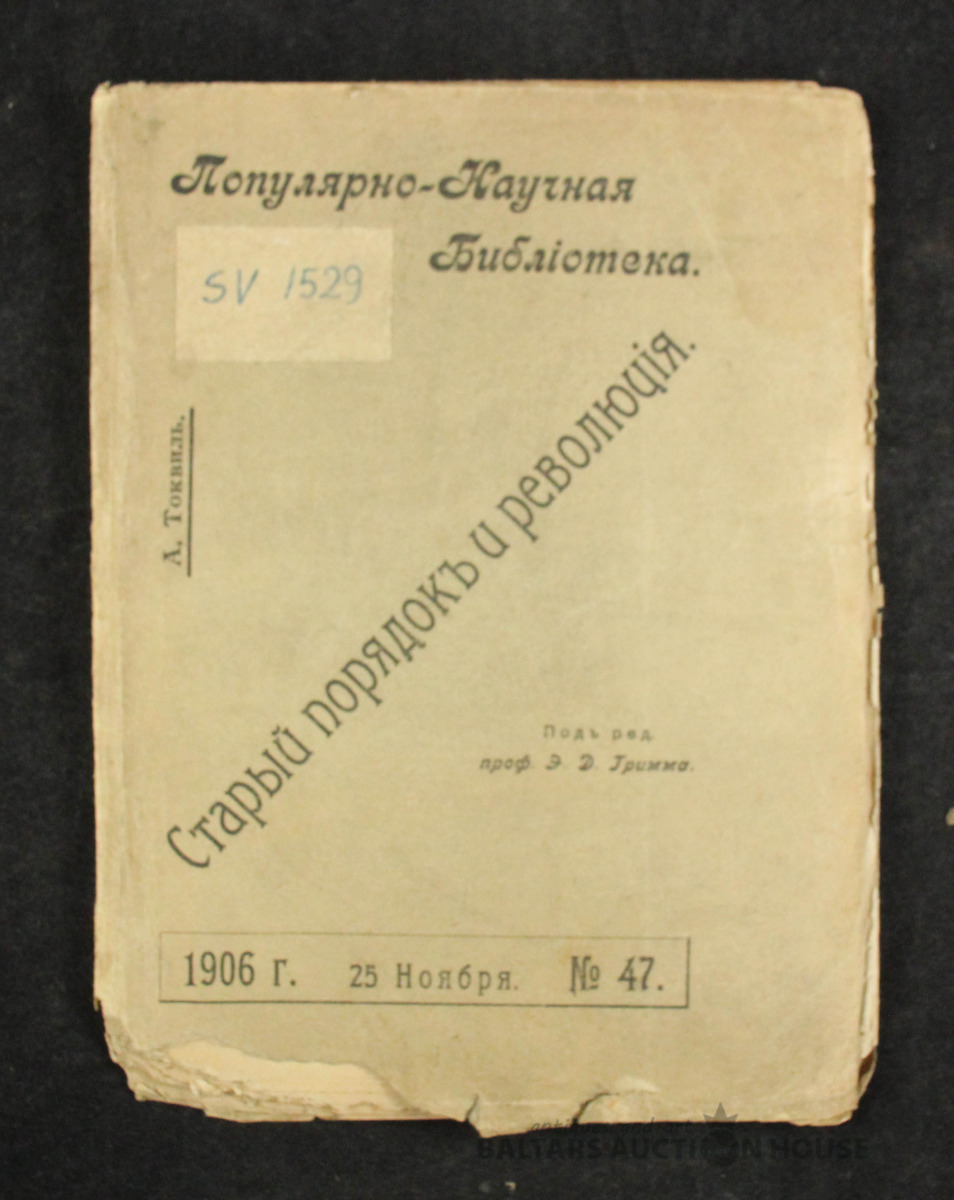 Популярно-Научная
Библіотека.
SV 1529
А. Токвиль.
Старый порядокъ и революція.
Подъ ред.
проф. Э. Д. Гримма.
1906 г. 25 Ноября. № 47.
BALTARS AUCTION HOUSE